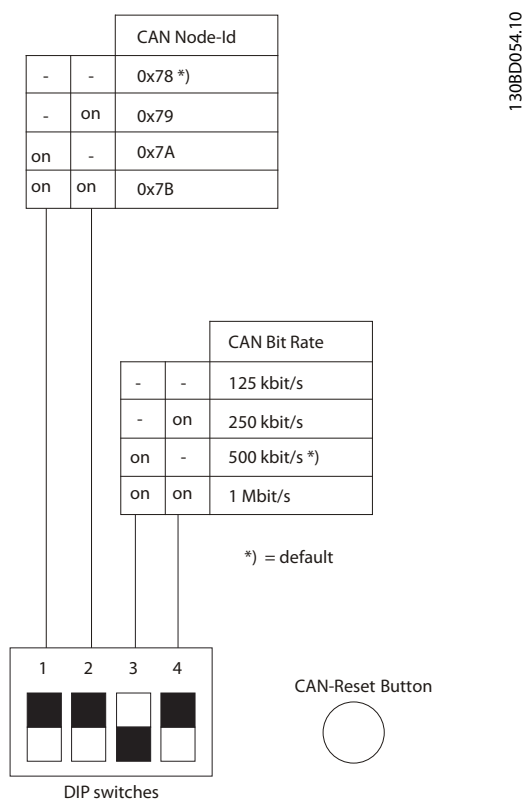 130BD054.10
CAN Node-Id
- - 0x78 *)
- on 0x79
on - 0x7A
on on 0x7B
CAN Bit Rate
- - 125 kbit/s
- on 250 kbit/s
on - 500 kbit/s *)
on on 1 Mbit/s
*) = default
1 2 3 4
CAN-Reset Button
DIP switches